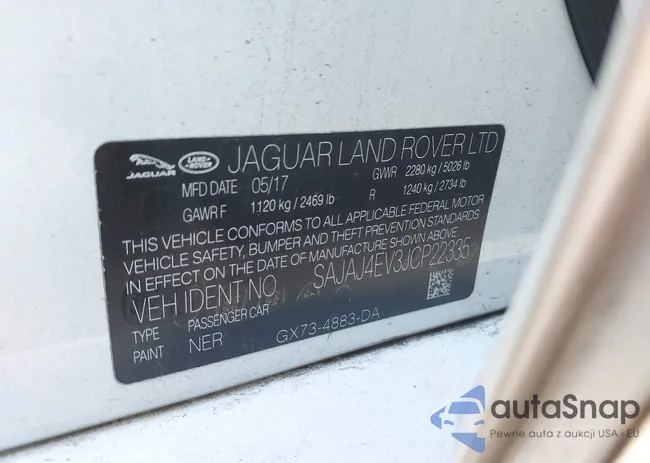 JAGUAR
LAND ROVER
JAGUAR LAND ROVER LTD
MFD DATE 05/17 GVWR 2280 kg / 5026 lb
GAWR F 1120 kg / 2469 lb R 1240 kg / 2734 lb
THIS VEHICLE CONFORMS TO ALL APPLICABLE FEDERAL MOTOR
VEHICLE SAFETY, BUMPER AND THEFT PREVENTION STANDARDS
IN EFFECT ON THE DATE OF MANUFACTURE SHOWN ABOVE
VEH IDENT NO. SAJAJ4EV3JCP22335
TYPE PASSENGER CAR
PAINT NER GX73-4883-DA
autaSnap
Pewne auta z aukcji USA i EU